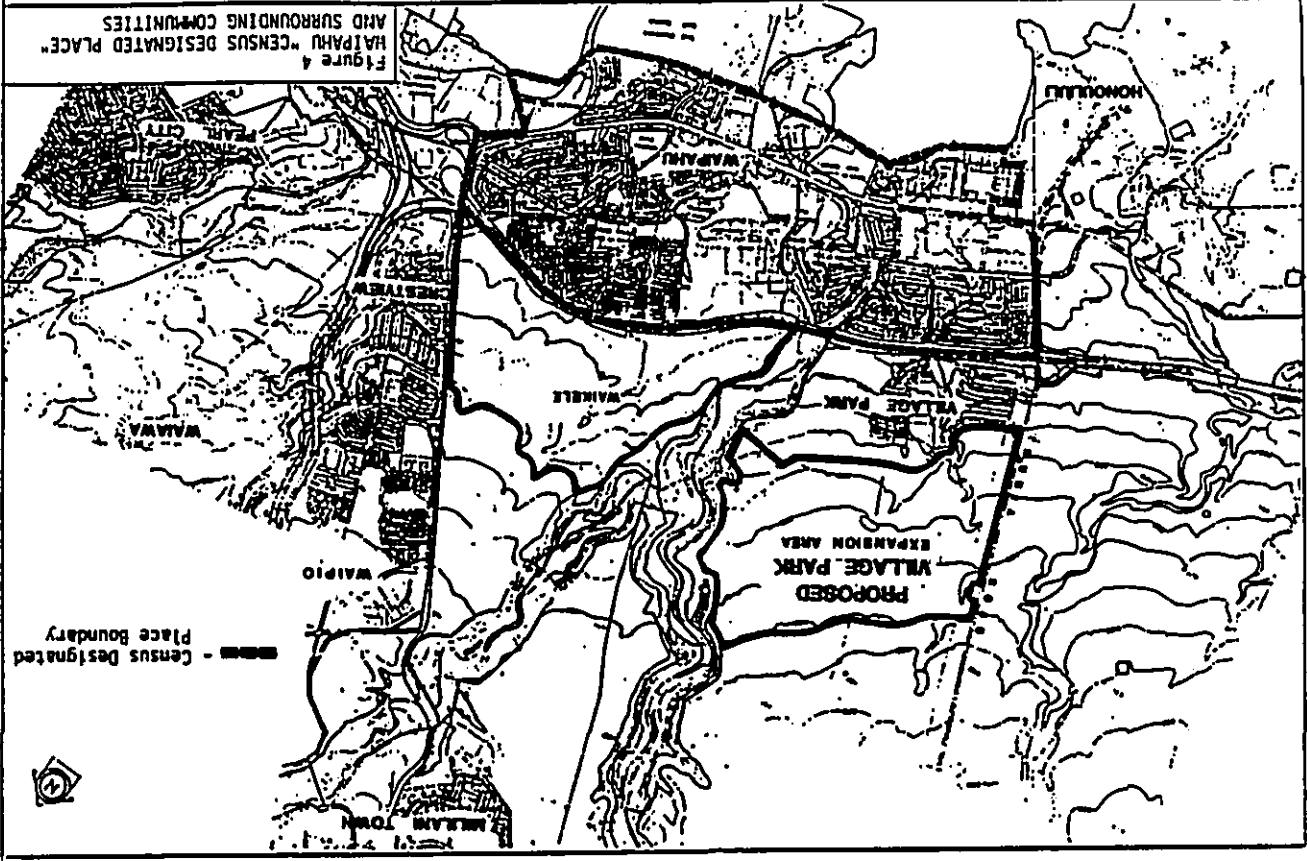 MILILANI TOWN
N
- Census Designated
Place Boundary
WAIPIO
PROPOSED
VILLAGE PARK
EXPANSION AREA
WAIAWA
WAIKELE
VILLAGE PARK
CRESTVIEW
WAIPAHU
PEARL CITY
HONOULIULI
Figure 4
WAIPAHU "CENSUS DESIGNATED PLACE"
AND SURROUNDING COMMUNITIES